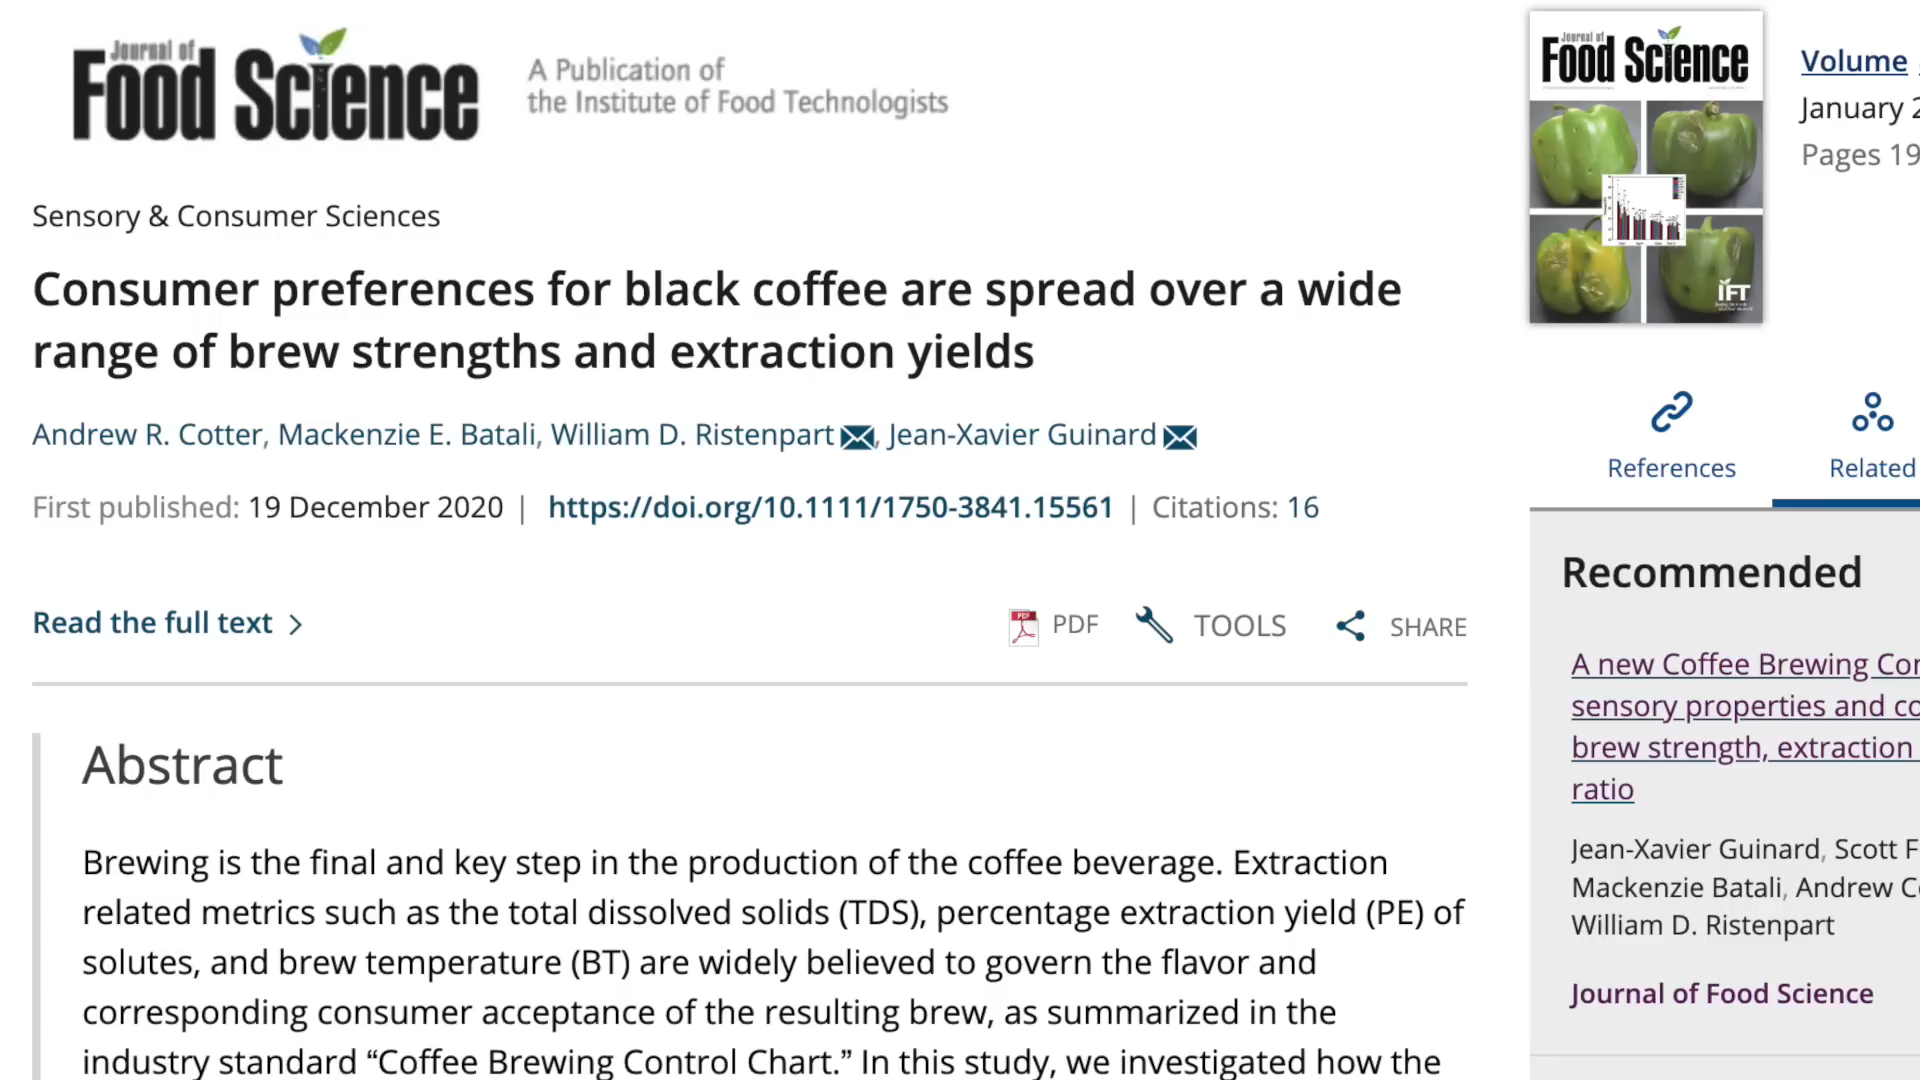 Journal of
Food Science
A Publication of
the Institute of Food Technologists
Sensory & Consumer Sciences
Consumer preferences for black coffee are spread over a wide
range of brew strengths and extraction yields
Andrew R. Cotter, Mackenzie E. Batali, William D. Ristenpart, Jean-Xavier Guinard
First published: 19 December 2020 | https://doi.org/10.1111/1750-3841.15561 | Citations: 16
Read the full text
PDF
PDF TOOLS SHARE
Abstract
Brewing is the final and key step in the production of the coffee beverage. Extraction
related metrics such as the total dissolved solids (TDS), percentage extraction yield (PE) of
solutes, and brew temperature (BT) are widely believed to govern the flavor and
corresponding consumer acceptance of the resulting brew, as summarized in the
industry standard “Coffee Brewing Control Chart.” In this study, we investigated how the
Journal of
Food Science
IFT
Volume
January 2
Pages 19
References
Related
Recommended
A new Coffee Brewing Con
sensory properties and co
brew strength, extraction
ratio
Jean-Xavier Guinard, Scott F
Mackenzie Batali, Andrew C
William D. Ristenpart
Journal of Food Science